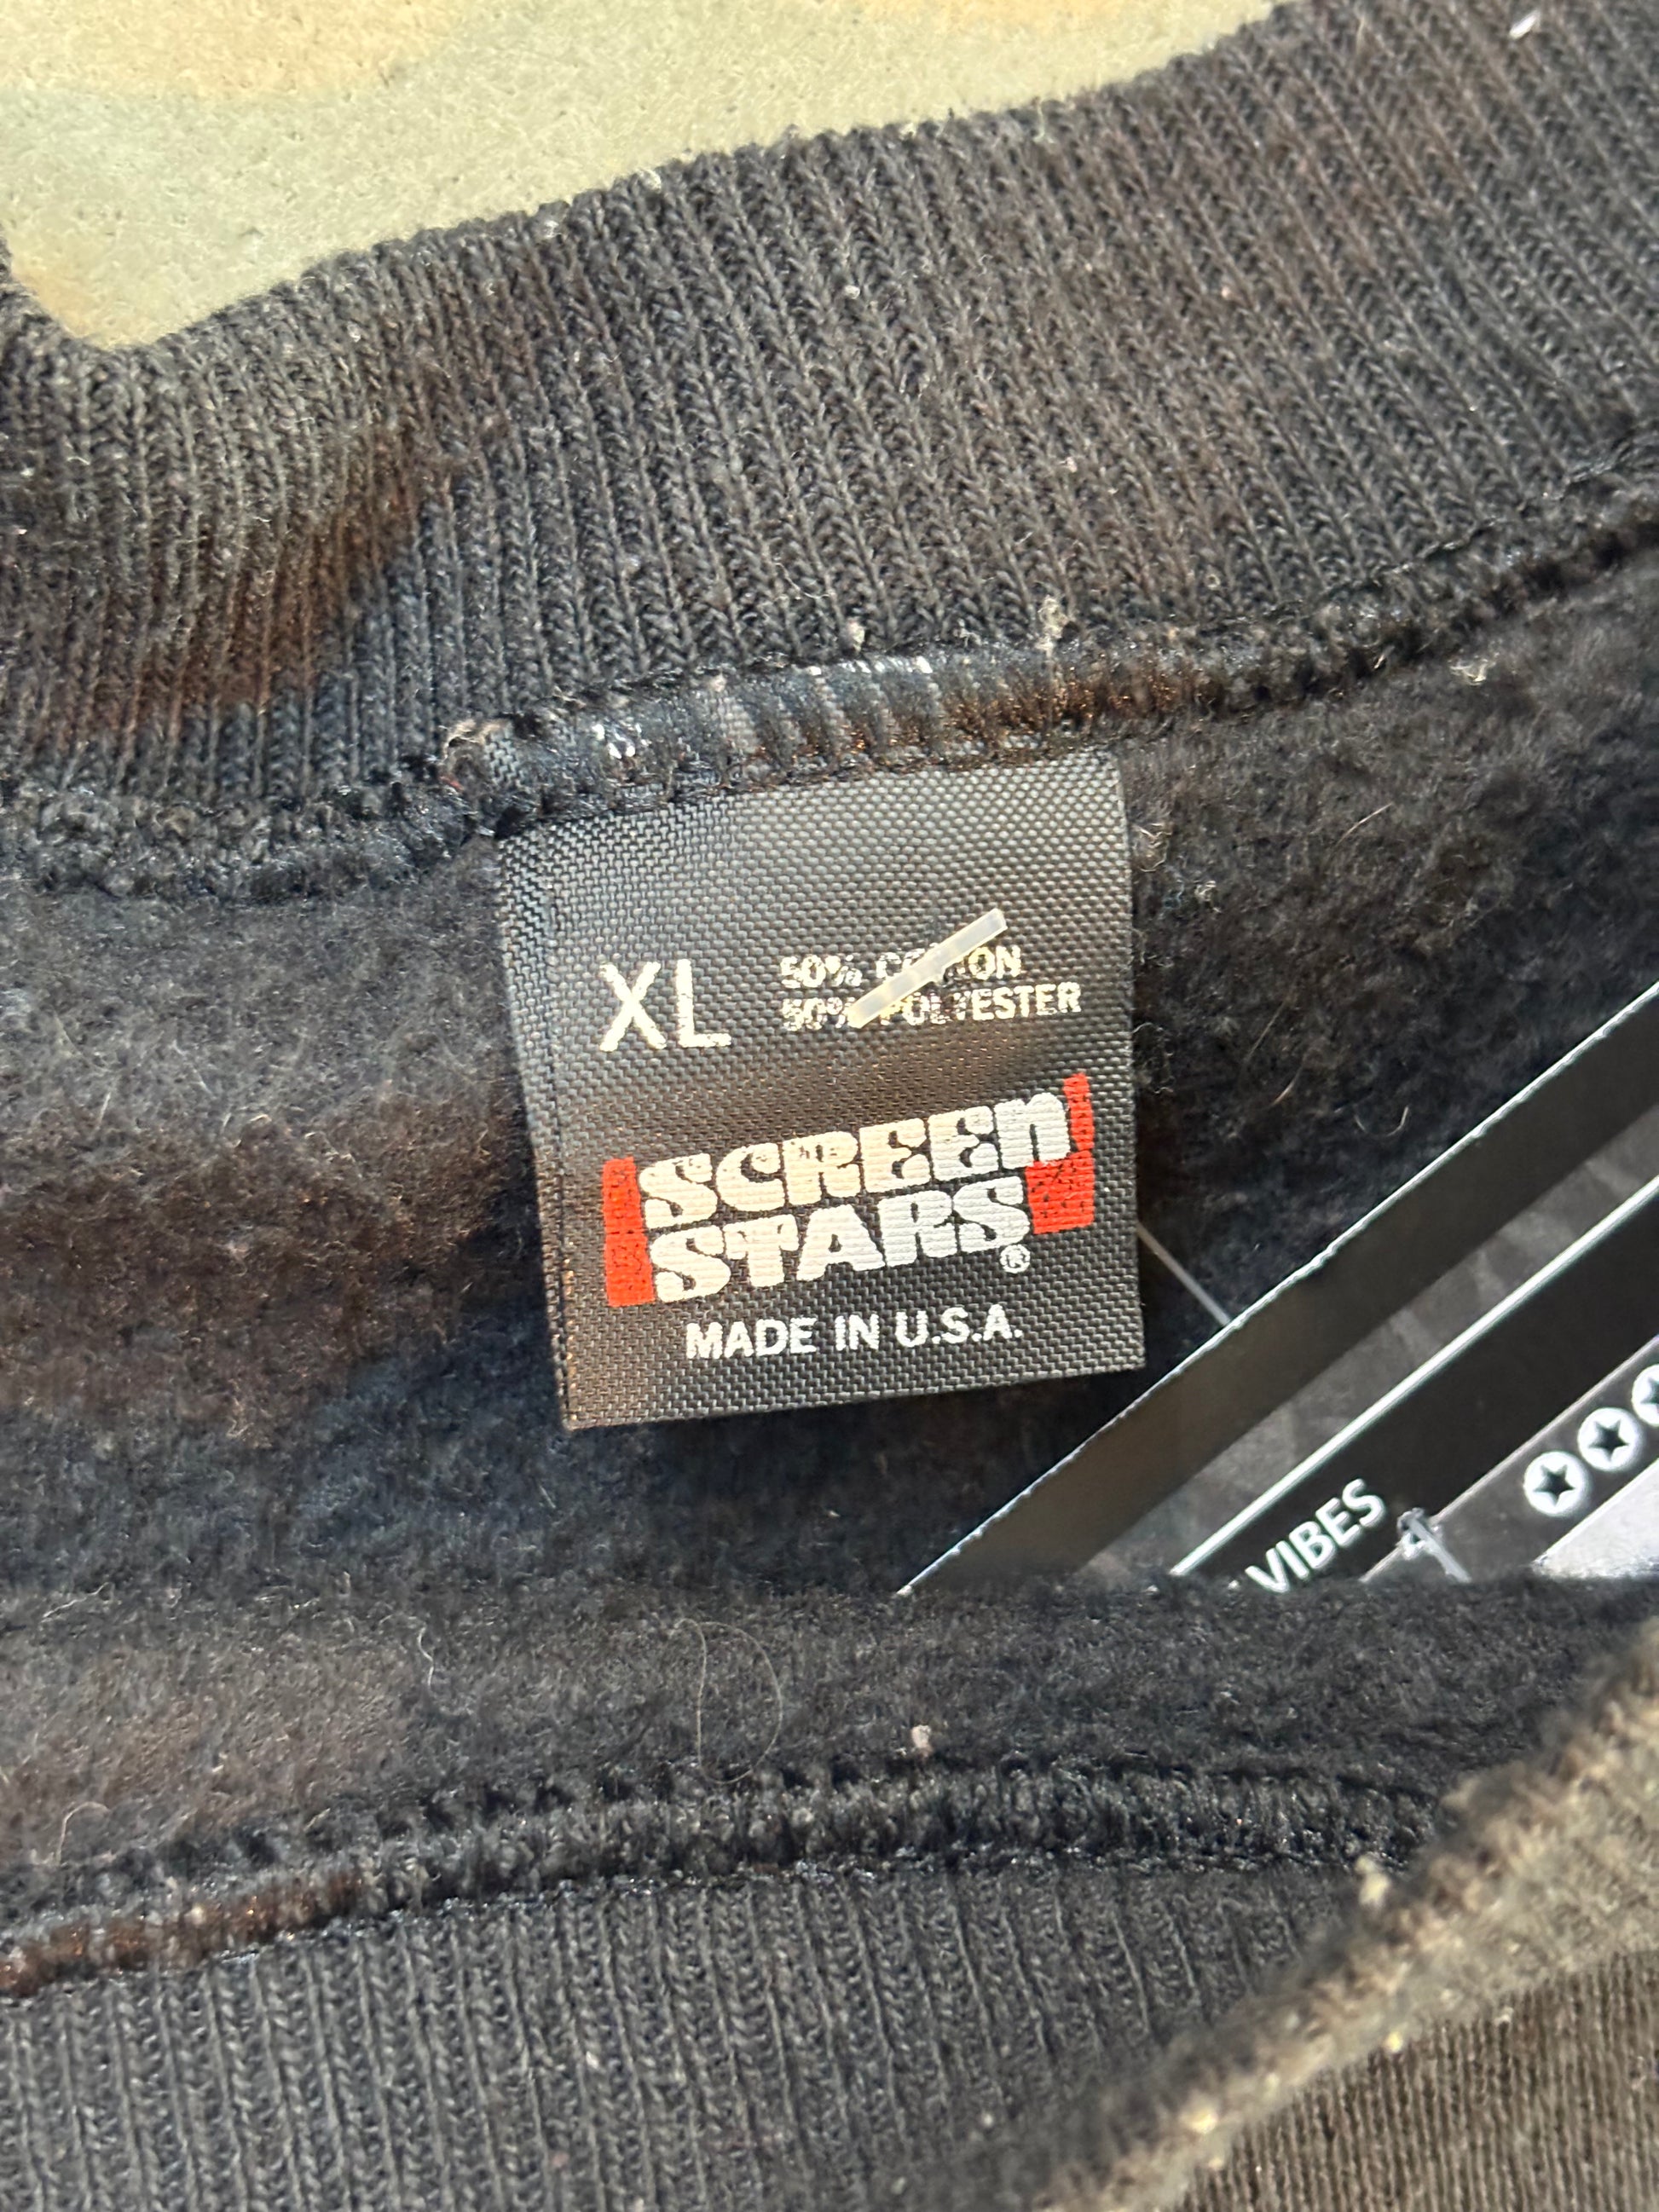 XL
50% COTTON
50% POLYESTER
SCREEN
STARS®
MADE IN U.S.A.
VIBES